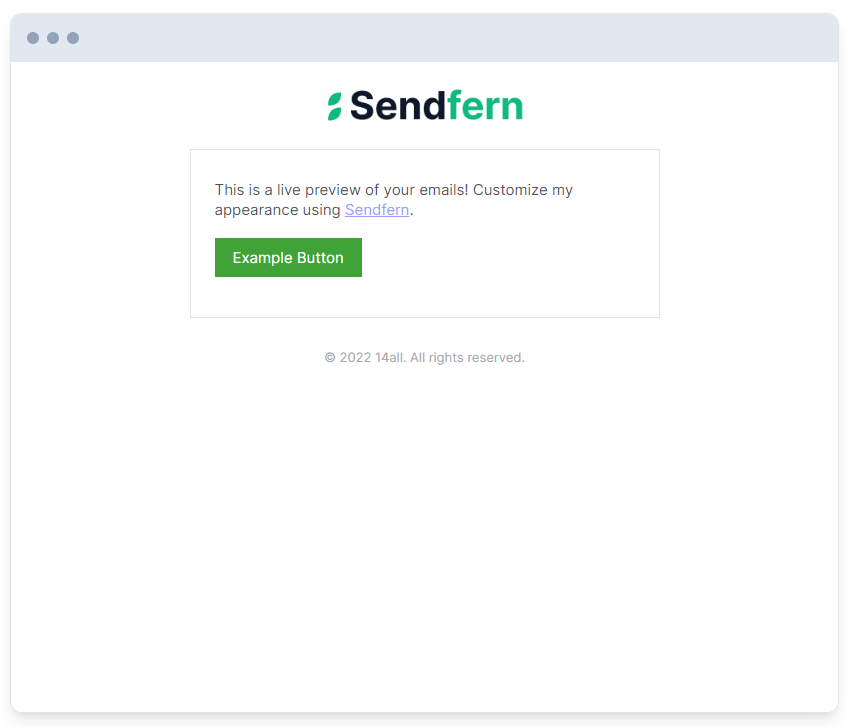 Sendfern
This is a live preview of your emails! Customize my
appearance using Sendfern.
Example Button
© 2022 14all. All rights reserved.